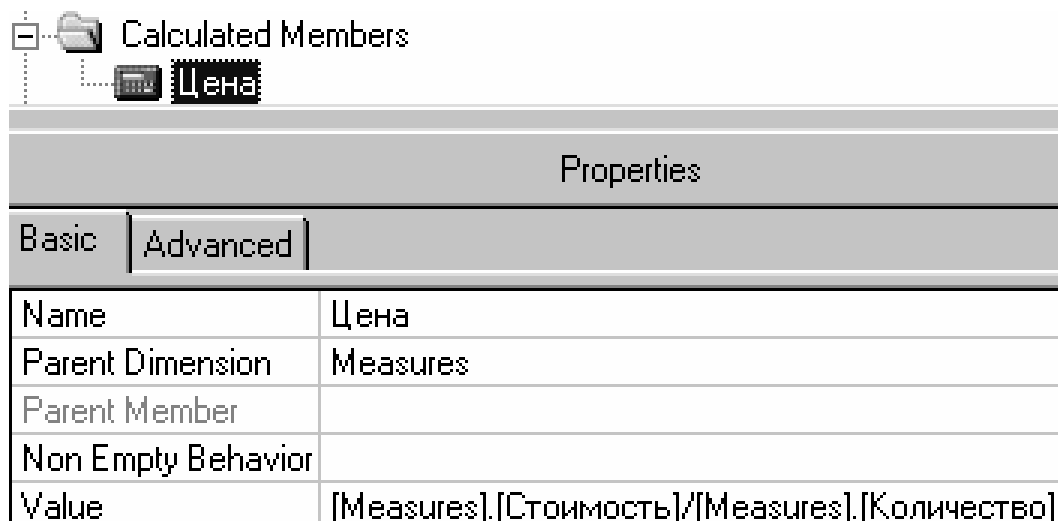 Calculated Members
Цена
Properties
Basic Advanced
Name Цена
Parent Dimension Measures
Parent Member
Non Empty Behavior
Value [Measures].[Стоимость]/[Measures].[Количество]